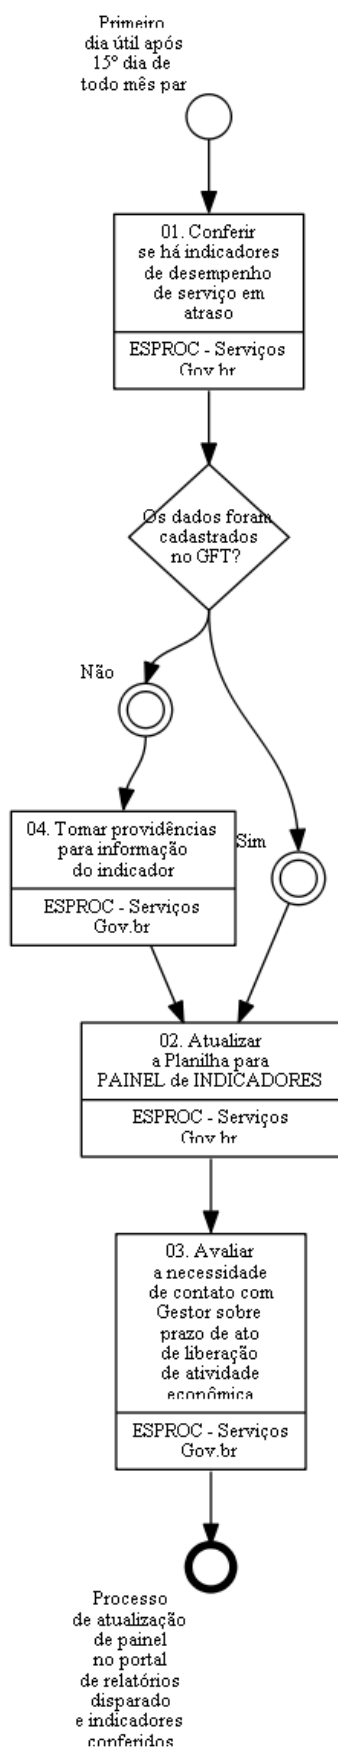 Primeiro
dia útil após
15º dia de
todo mês par
01. Conferir
se há indicadores
de desempenho
de serviço em
atraso
ESPROC - Serviços
Gov.br
Os dados foram
cadastrados
no GFT?
Não
04. Tomar providências
para informação
do indicador
ESPROC - Serviços
Gov.br
Sim
02. Atualizar
a Planilha para
PAINEL de INDICADORES
ESPROC - Serviços
Gov.br
03. Avaliar
a necessidade
de contato com
Gestor sobre
prazo de ato
de liberação
de atividade
econômica
ESPROC - Serviços
Gov.br
Processo
de atualização
de painel
no portal
de relatórios
disparado
e indicadores
conferidos